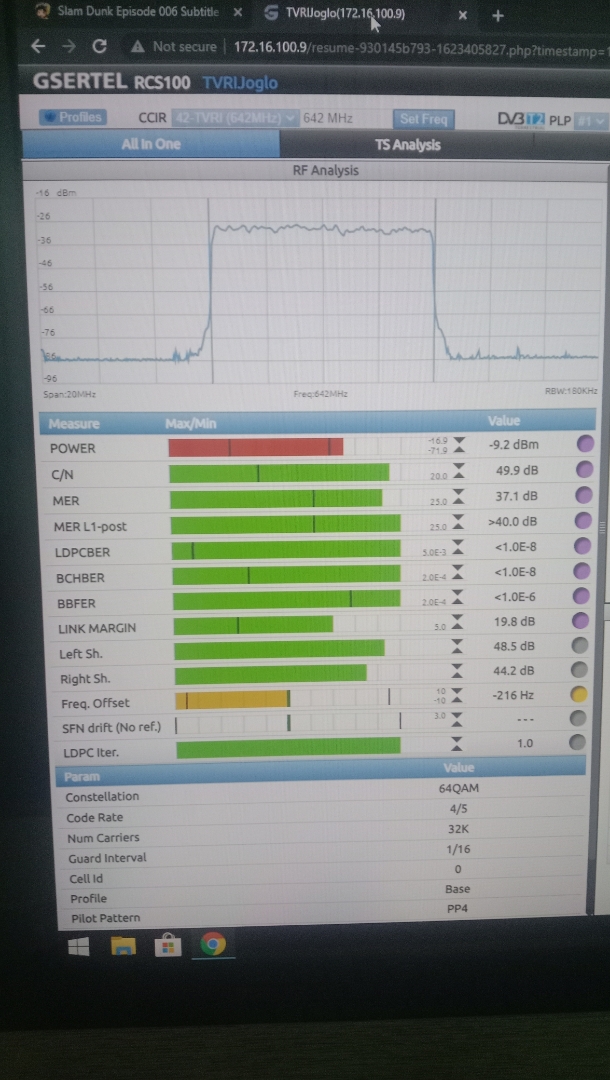 Slam Dunk Episode 006 Subtitle × TVRIJoglo(172.16.100.9) × +
Not secure 172.16.100.9/resume-930145b793-1623405827.php?timestamp=1
GSERTEL RCS100 TVRIJoglo
Profiles CCIR 42-TVRI (642MHz) 642 MHz Set Freq DVB T2 PLP #1
All In One TS Analysis
RF Analysis
-16 dBm
-26
-36
-46
-56
-66
-76
-96
Span:20MHz Freq:642MHz RBW:180KHz
Measure Max/Min Value
POWER -16.9 -71.9 -9.2 dBm
C/N 20.0 49.9 dB
MER 25.0 37.1 dB
MER L1-post 25.0 >40.0 dB
LDPCBER 5.0E-3 <1.0E-8
BCHBER 2.0E-4 <1.0E-8
BBFER 2.0E-4 <1.0E-6
LINK MARGIN 5.0 19.8 dB
Left Sh. 48.5 dB
Right Sh. 44.2 dB
Freq. Offset 10 -10 -216 Hz
SFN drift (No ref.) 3.0 ---
LDPC Iter. 1.0
Param Value
Constellation 64QAM
Code Rate 4/5
Num Carriers 32K
Guard Interval 1/16
Cell Id 0
Profile Base
Pilot Pattern PP4